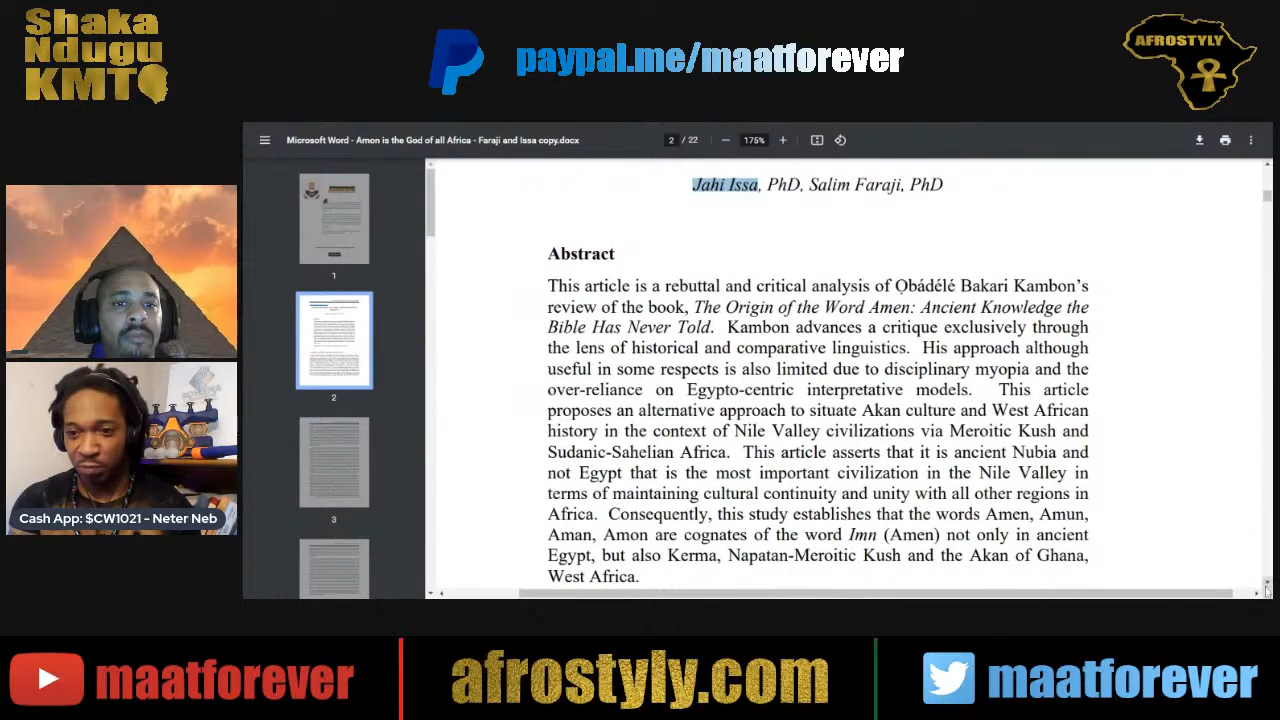 Shaka
Ndugu
KMT
paypal.me/maatforever
AFROSTYLY
Microsoft Word - Amon is the God of all Africa - Faraji and Issa copy.docx
2 / 22
175%
Jahi Issa, PhD, Salim Faraji, PhD
Abstract
This article is a rebuttal and critical analysis of Ọbádélé Bakari Kambon's
review of the book, The Origin of the Word Amen: Ancient Knowledge the
Bible Has Never Told. Kambon advances a critique exclusively through
the lens of historical and comparative linguistics. His approach although
useful in some respects is also limited due to disciplinary myopia and the
over-reliance on Egypto-centric interpretative models. This article
proposes an alternative approach to situate Akan culture and West African
history in the context of Nile Valley civilizations via Meroitic Kush and
Sudanic-Sahelian Africa. This article asserts that it is ancient Nubia and
not Egypt that is the most important civilization in the Nile Valley in
terms of maintaining cultural continuity and unity with all other regions in
Africa. Consequently, this study establishes that the words Amen, Amun,
Aman, Amon are cognates of the word Imn (Amen) not only in ancient
Egypt, but also Kerma, Napatan-Meroitic Kush and the Akan of Ghana,
West Africa.
1
2
3
Cash App: $CW1021 - Neter Neb
maatforever
afrostyly.com
maatforever